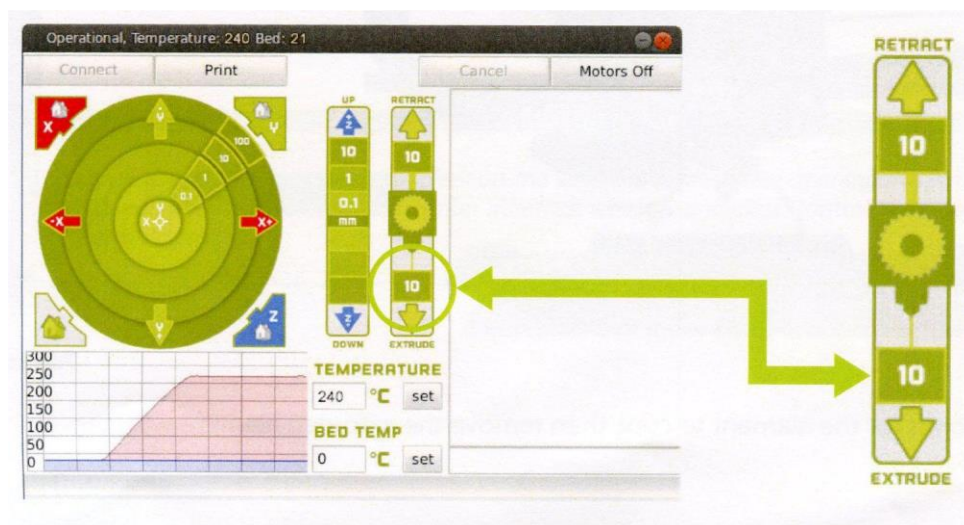 Operational, Temperature: 240 Bed: 21
Connect
Print
Cancel
Motors Off
X
Y
-Y
100
10
1
0.1
-X
X+
Y
X
Y
Z
UP
+Z
10
1
0.1
mm
-Z
DOWN
RETRACT
10
10
EXTRUDE
300
250
200
150
100
50
0
TEMPERATURE
240 °C set
BED TEMP
0 °C set
RETRACT
10
10
EXTRUDE